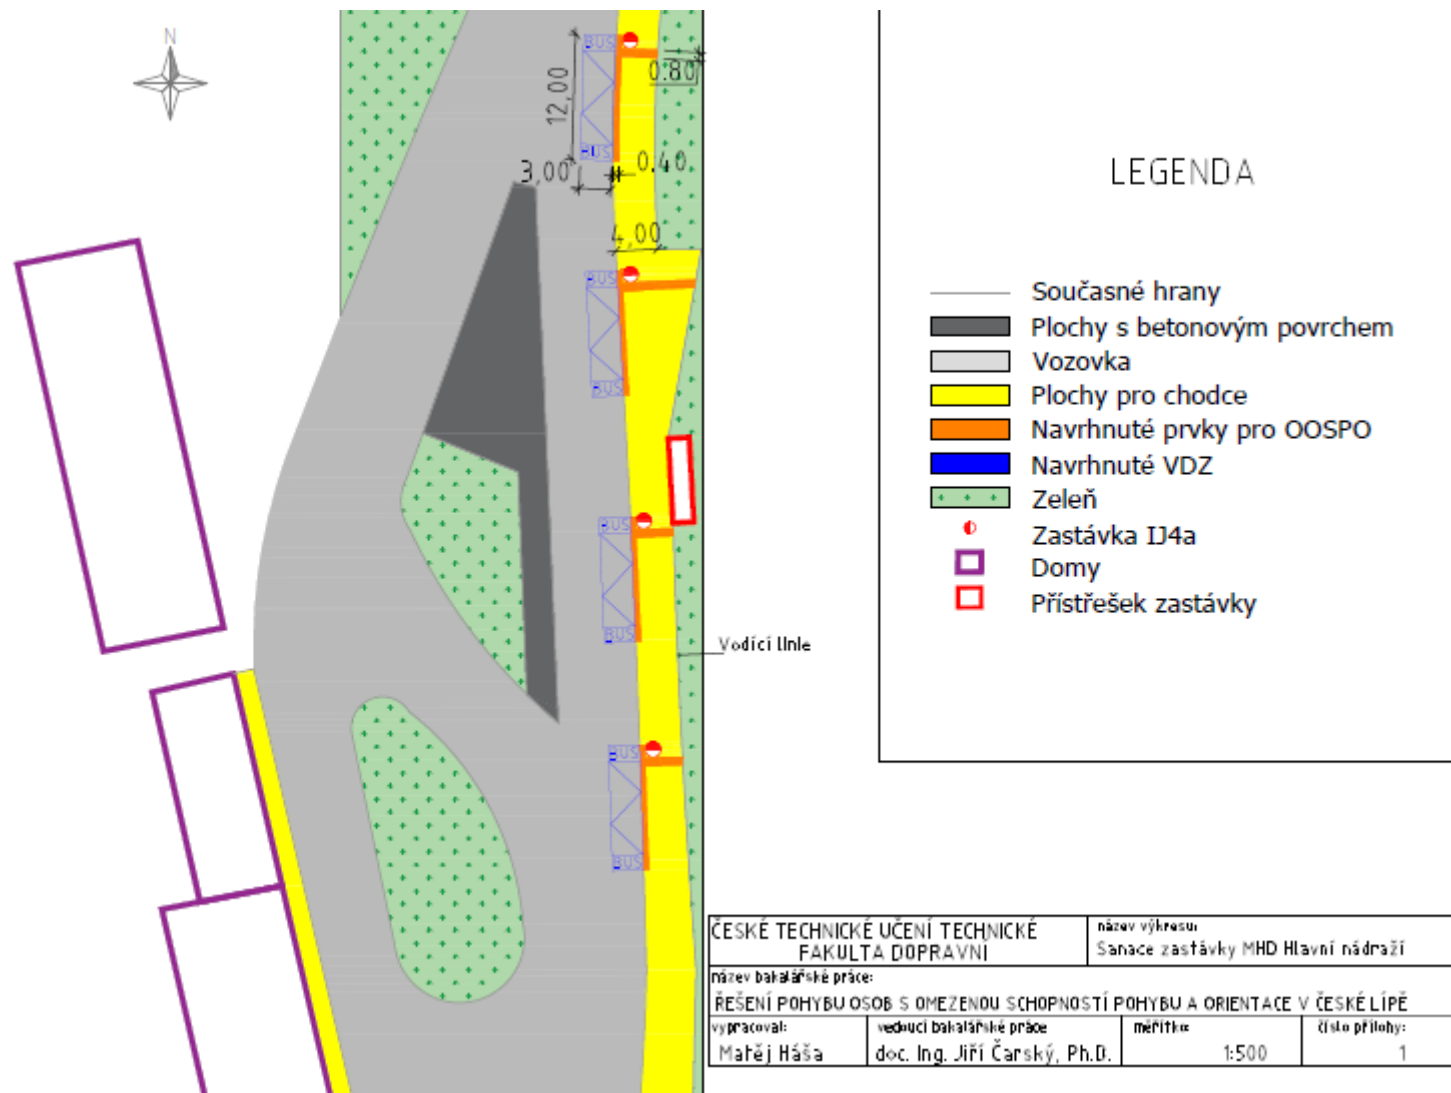 N
BUS
12,00
0.80
BUS
3,00
0.40
4,00
BUS
BUS
BUS
BUS
Vodící linie
BUS
BUS
LEGENDA
Současné hrany
Plochy s betonovým povrchem
Vozovka
Plochy pro chodce
Navrhnuté prvky pro OOSPO
Navrhnuté VDZ
Zeleň
Zastávka IJ4a
Domy
Přístřešek zastávky
ČESKÉ TECHNICKÉ UČENÍ TECHNICKÉ
FAKULTA DOPRAVNÍ
název výkresu:
Sanace zastávky MHD Hlavní nádraží
název bakalářské práce:
ŘEŠENÍ POHYBU OSOB S OMEZENOU SCHOPNOSTÍ POHYBU A ORIENTACE V ČESKÉ LÍPĚ
vypracoval:
Matěj Háša
vedoucí bakalářské práce
doc. Ing. Jiří Čarský, Ph.D.
měřítko:
1:500
číslo přílohy:
1